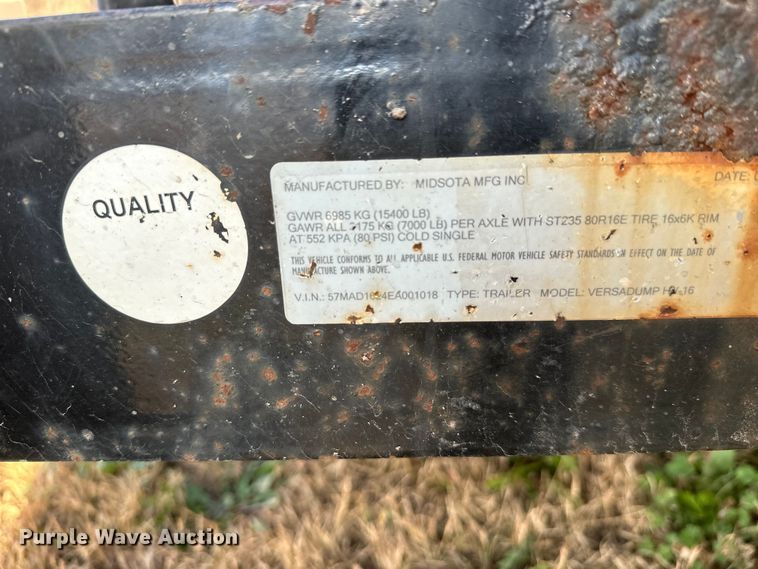 QUALITY
MANUFACTURED BY: MIDSOTA MFG INC DATE:
GVWR 6985 KG (15400 LB)
GAWR ALL 3175 KG (7000 LB) PER AXLE WITH ST235 80R16E TIRE 16x6K RIM
AT 552 KPA (80 PSI) COLD SINGLE
THIS VEHICLE CONFORMS TO ALL APPLICABLE U.S. FEDERAL MOTOR VEHICLE SAFETY STANDARDS IN EFFECT ON THE DATE OF
MANUFACTURE SHOWN ABOVE.
V.I.N.: TYPE: TRAILER MODEL: VERSADUMP HV-16
Purple Wave Auction